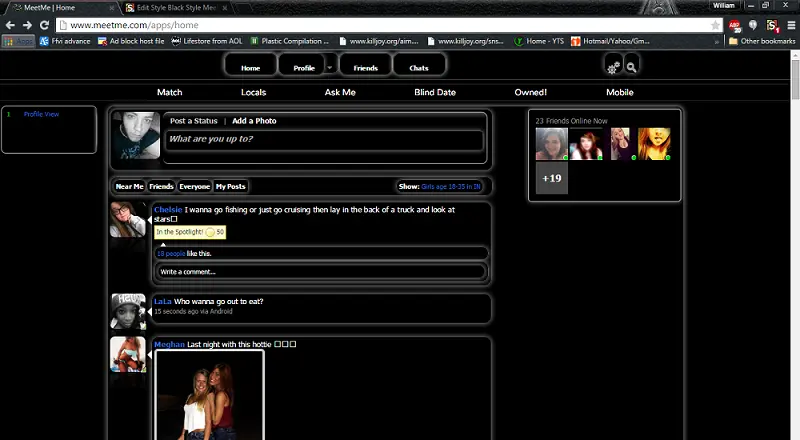 MeetMe | Home
Edit Style Black Style Mee
William
www.meetme.com/apps/home
Apps
Ffvi advance
Ad block host file
Lifestore from AOL
Plastic Compilation ...
www.killjoy.org/aim....
www.killjoy.org/sns...
Home - YTS
Hotmail/Yahoo/Gm...
»
Other bookmarks
Home
Profile
Friends
Chats
Match
Locals
Ask Me
Blind Date
Owned!
Mobile
1 Profile View
Post a Status | Add a Photo
What are you up to?
23 Friends Online Now
+19
Near Me
Friends
Everyone
My Posts
Show: Girls age 18-35 in IN
Chelsie I wanna go fishing or just go cruising then lay in the back of a truck and look at
stars
In the Spotlight! 50
18 people like this.
Write a comment...
LaLa Who wanna go out to eat?
15 seconds ago via Android
Meghan Last night with this hottie